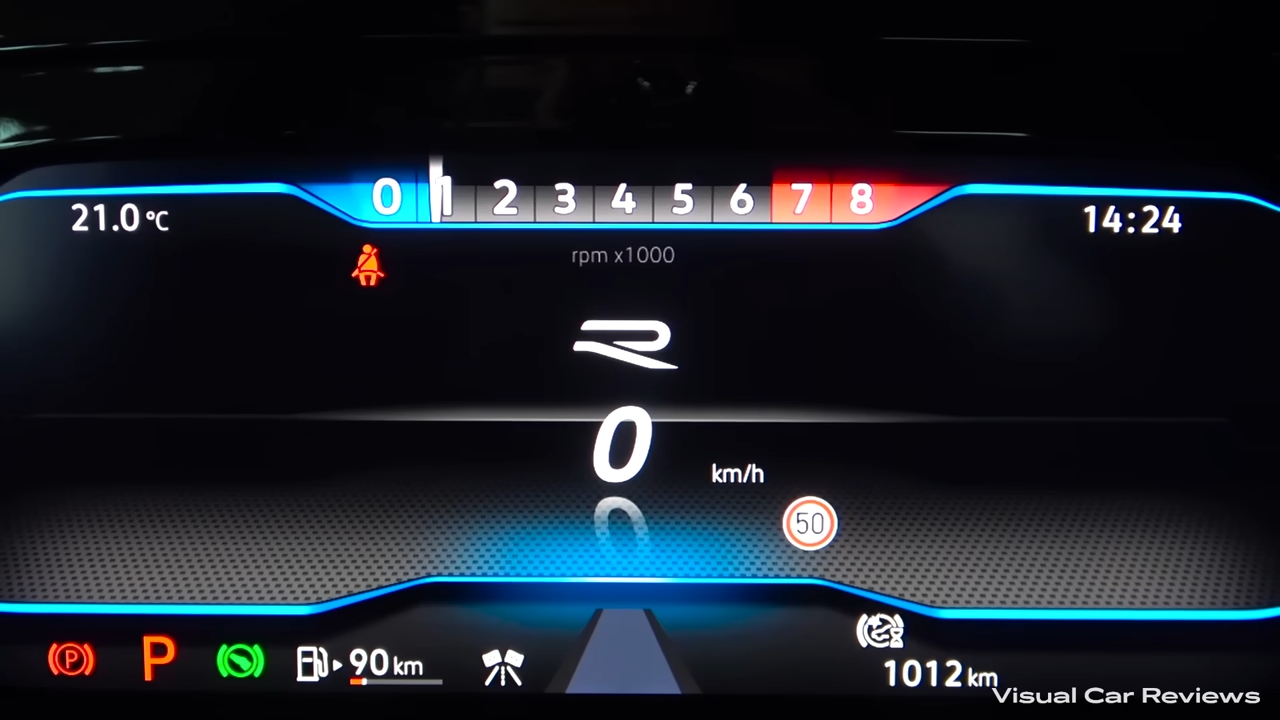 0 1 2 3 4 5 6 7 8
21.0 °C
14:24
rpm x1000
R
0
km/h
50
P
P
90 km
1012 km
Visual Car Reviews